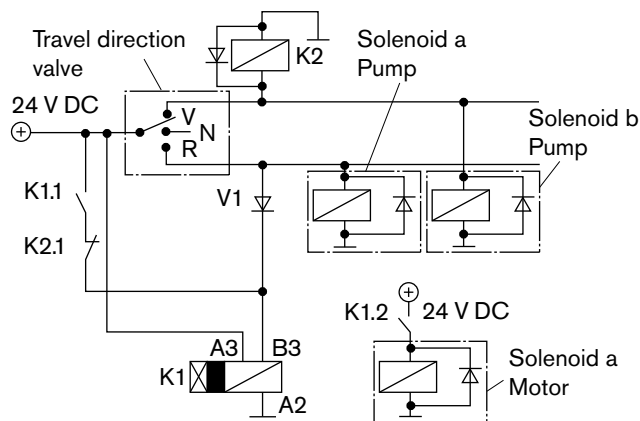 Travel direction
valve
K2
Solenoid a
Pump
24 V DC
V
N
R
Solenoid b
Pump
K1.1
V1
K2.1
K1.2
24 V DC
A3
B3
K1
A2
Solenoid a
Motor